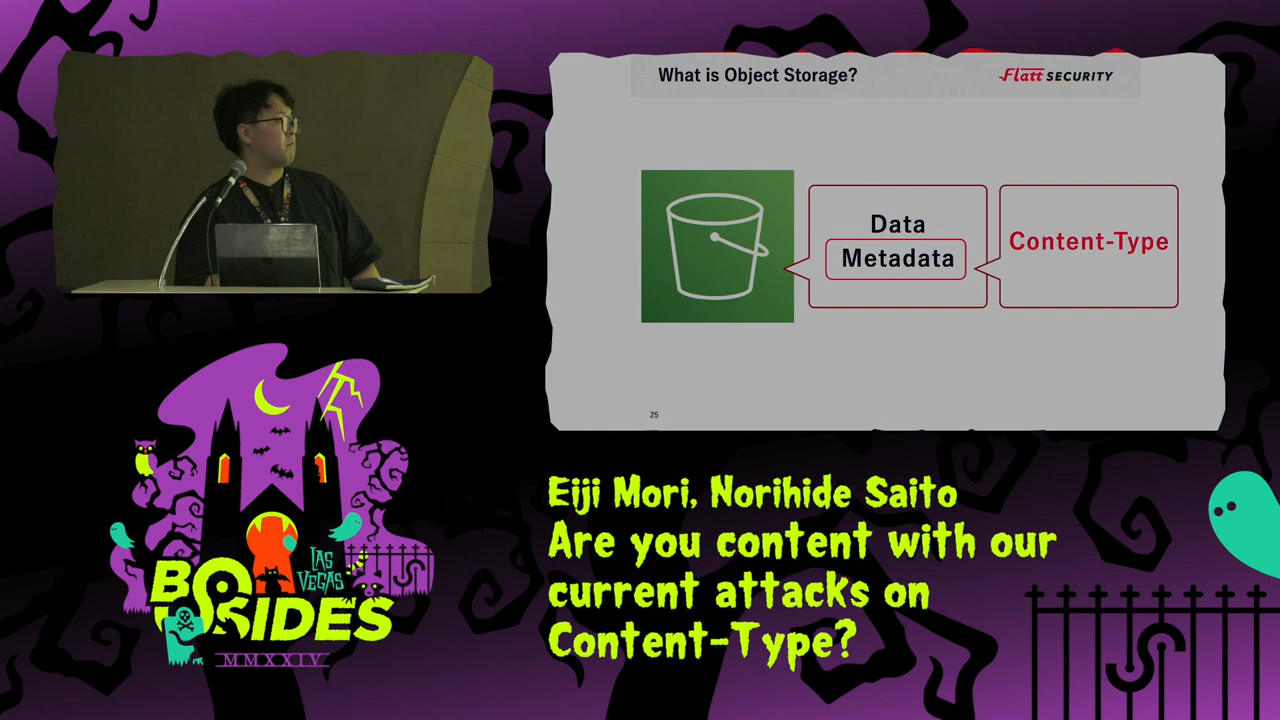 What is Object Storage?
Flatt SECURITY
Data
Metadata
Content-Type
25
LAS
VEGAS
BSIDES
MMXXIV
Eiji Mori, Norihide Saito
Are you content with our
current attacks on
Content-Type?